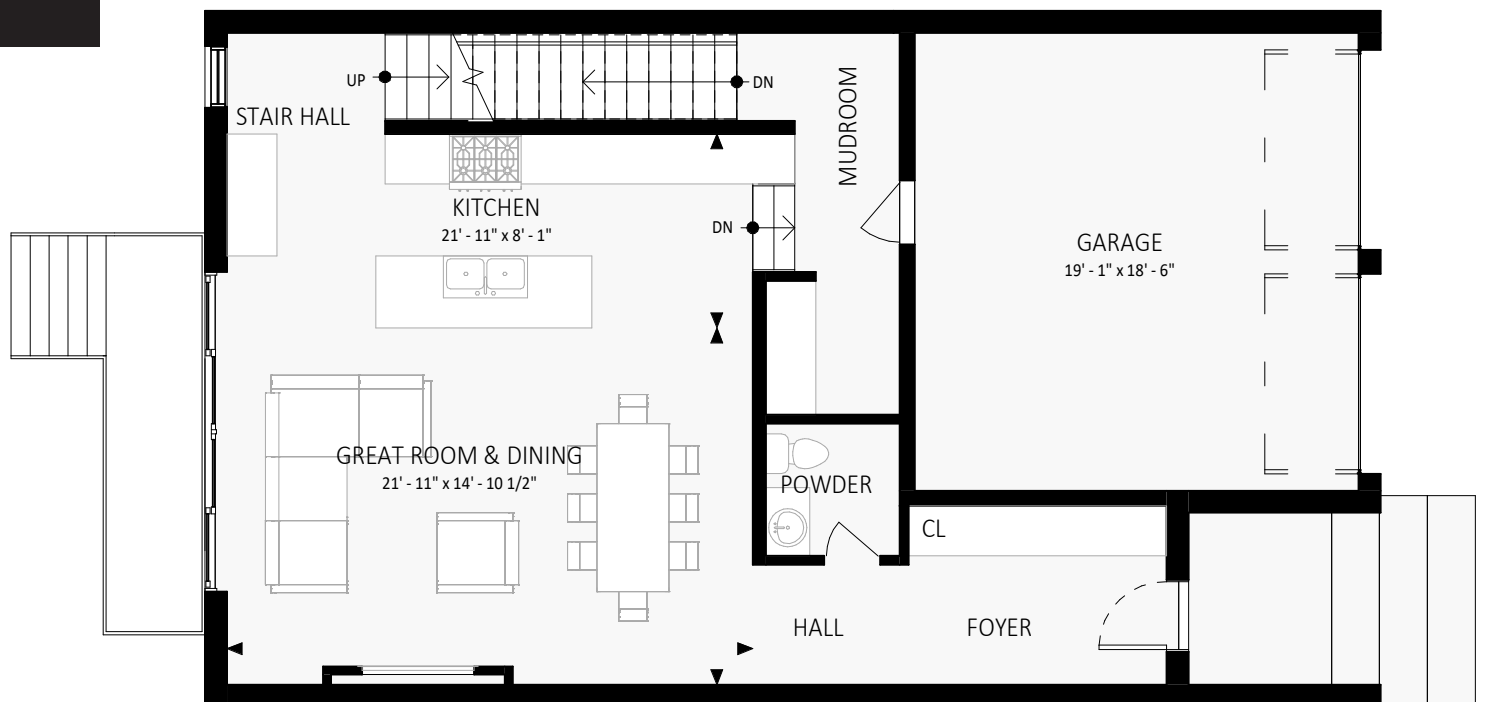 UP
DN
STAIR HALL
MUDROOM
KITCHEN
21' - 11" x 8' - 1"
DN
GARAGE
19' - 1" x 18' - 6"
GREAT ROOM & DINING
21' - 11" x 14' - 10 1/2"
POWDER
CL
HALL
FOYER